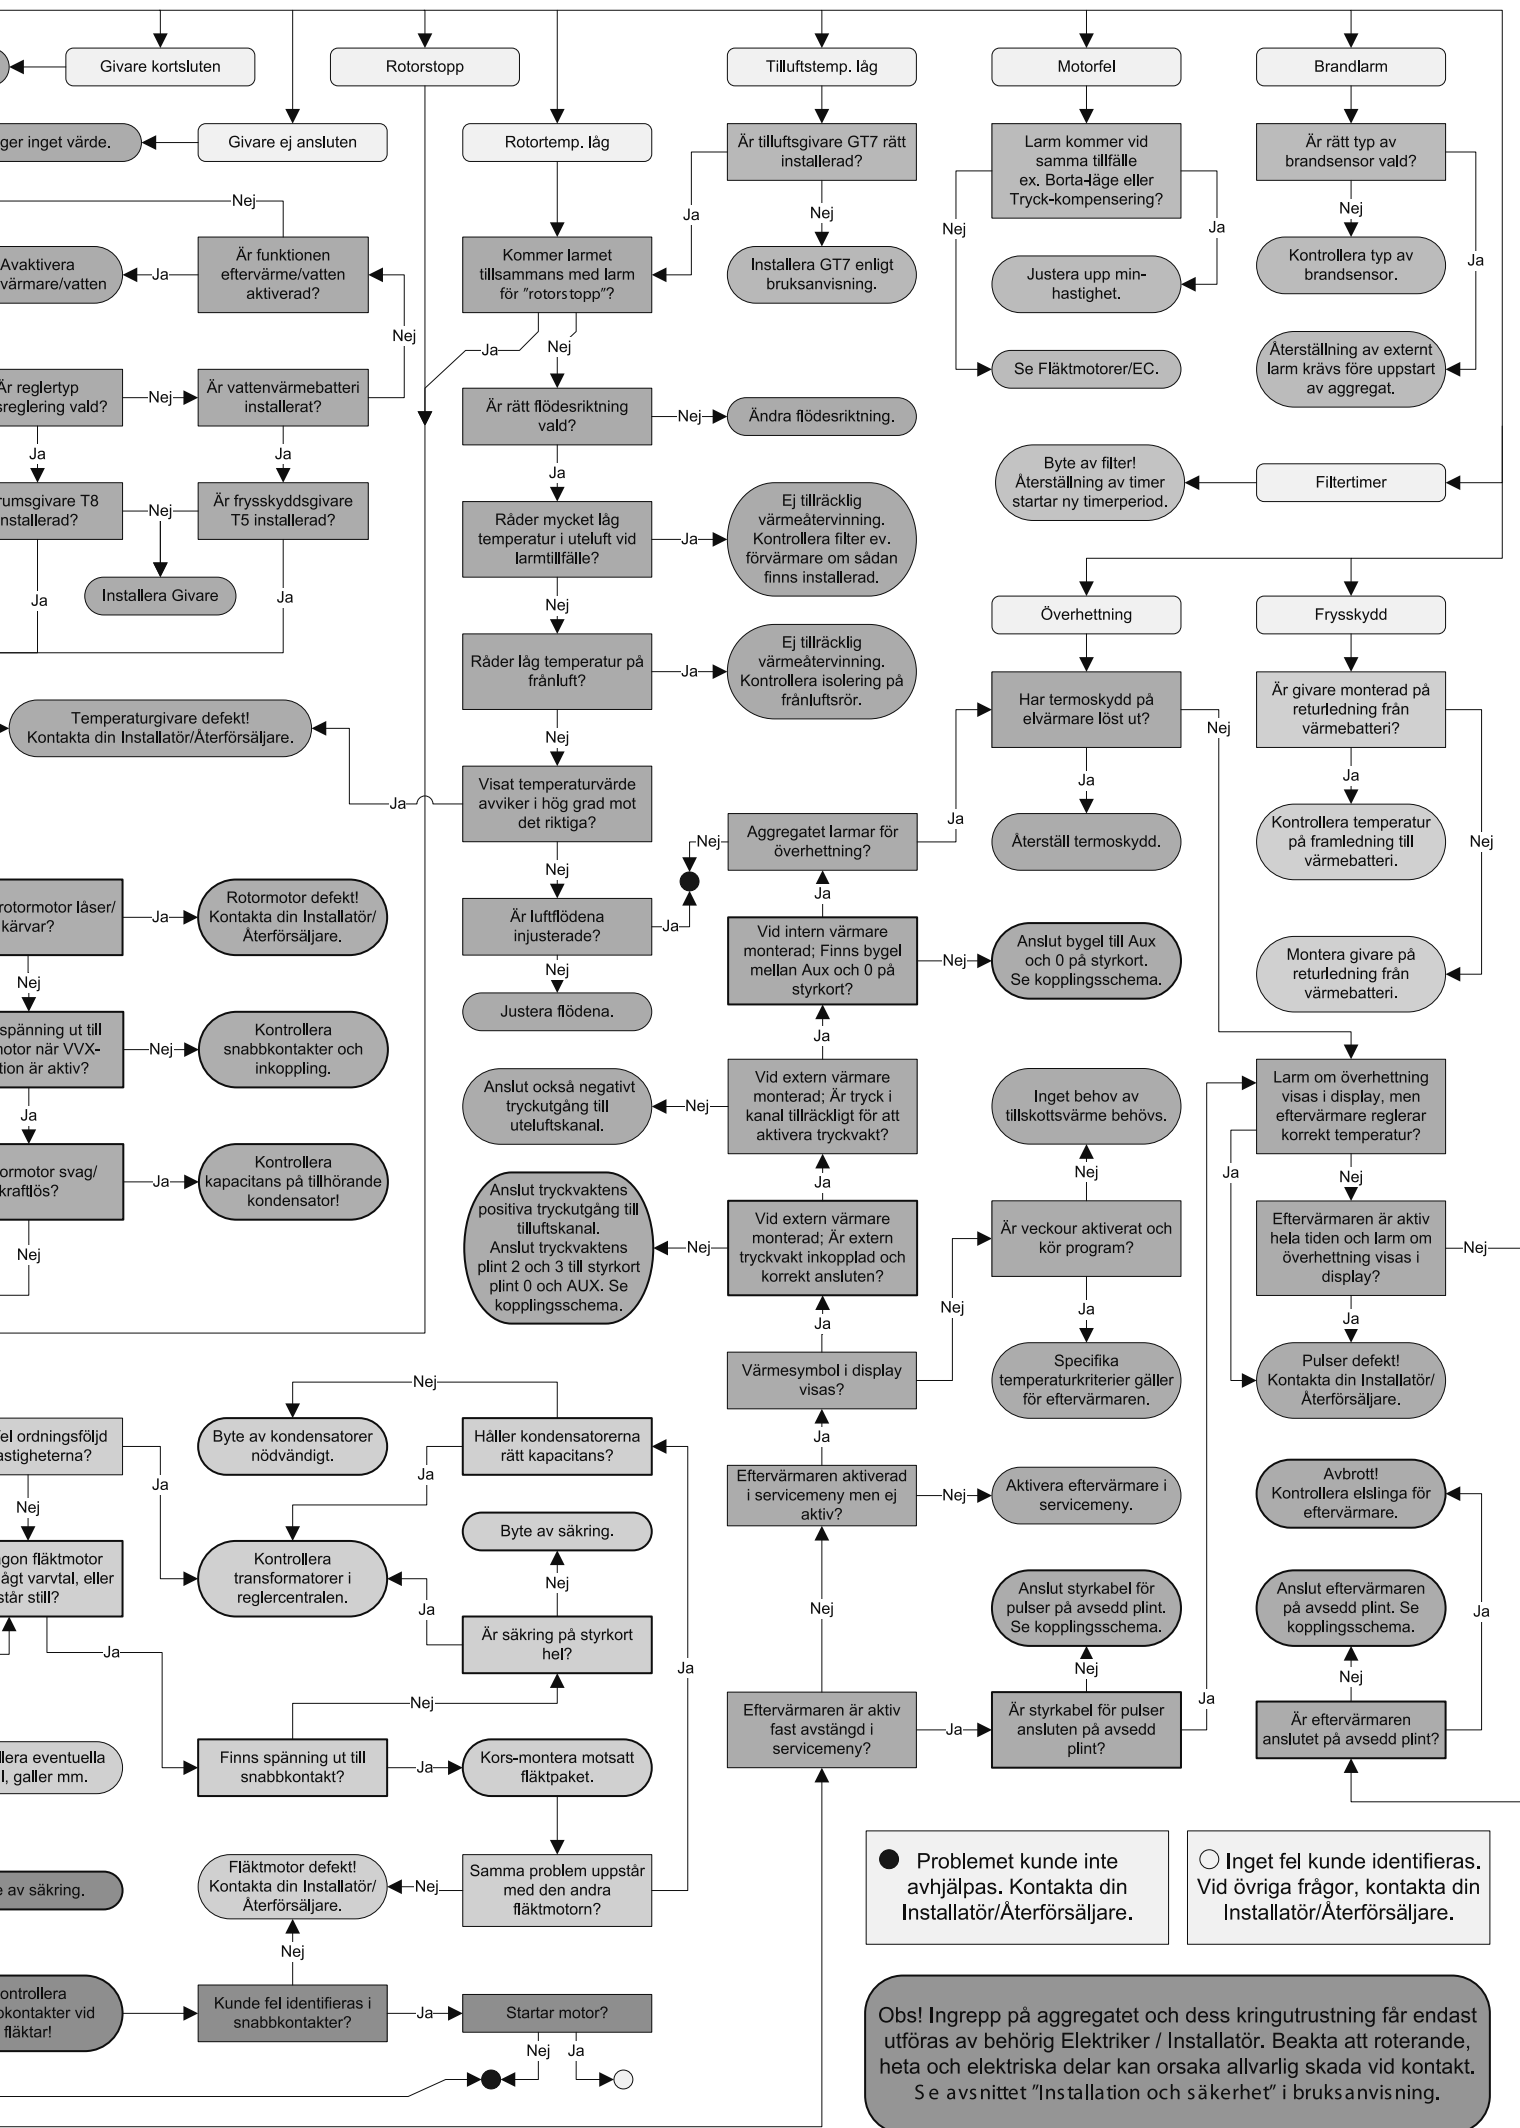 Givare kortsluten
Rotorstopp
Tilluftstemp. låg
Motorfel
Brandlarm
ger inget värde.
Givare ej ansluten
Rotortemp. låg
Är tilluftsgivare GT7 rätt
installerad?
Larm kommer vid
samma tillfälle
ex. Borta-läge eller
Tryck-kompensering?
Är rätt typ av
brandsensor vald?
Nej
Ja
Nej
Nej
Ja
Nej
Ja
Avaktivera
värmare/vatten
Ja
Är funktionen
eftervärme/vatten
aktiverad?
Kommer larmet
tillsammans med larm
för ”rotorstopp”?
Installera GT7 enligt
bruksanvisning.
Justera upp min-
hastighet.
Kontrollera typ av
brandsensor.
Nej
Ja
Nej
Är reglertyp
sreglering vald?
Nej
Är vattenvärmebatteri
installerat?
Se Fläktmotorer/EC.
Återställning av externt
larm krävs före uppstart
av aggregat.
Är rätt flödesriktning
vald?
Nej
Ändra flödesriktning.
Ja
Ja
Ja
rumsgivare T8
nstallerad?
Nej
Är frysskyddsgivare
T5 installerad?
Byte av filter!
Återställning av timer
startar ny timerperiod.
Filtertimer
Råder mycket låg
temperatur i uteluft vid
larmtillfälle?
Ja
Ej tillräcklig
värmeåtervinning.
Kontrollera filter ev.
förvärmare om sådan
finns installerad.
Ja
Installera Givare
Ja
Nej
Överhettning
Frysskydd
Råder låg temperatur på
frånluft?
Ja
Ej tillräcklig
värmeåtervinning.
Kontrollera isolering på
frånluftsrör.
Temperaturgivare defekt!
Kontakta din Installatör/Återförsäljare.
Nej
Har termoskydd på
elvärmare löst ut?
Nej
Är givare monterad på
returledning från
värmebatteri?
Ja
Ja
Visat temperaturvärde
avviker i hög grad mot
det riktiga?
Ja
Ja
Nej
Aggregatet larmar för
överhettning?
Återställ termoskydd.
Kontrollera temperatur
på framledning till
värmebatteri.
Nej
Nej
Ja
rotormotor låser/
kärvar?
Ja
Rotormotor defekt!
Kontakta din Installatör/
Återförsäljare.
Är luftflödena
injusterade?
Ja
Vid intern värmare
monterad; Finns bygel
mellan Aux och 0 på
styrkort?
Nej
Anslut bygel till Aux
och 0 på styrkort.
Se kopplingsschema.
Montera givare på
returledning från
värmebatteri.
Nej
Nej
Justera flödena.
spänning ut till
motor när VVX-
tion är aktiv?
Nej
Kontrollera
snabbkontakter och
inkoppling.
Ja
Anslut också negativt
tryckutgång till
uteluftskanal.
Nej
Vid extern värmare
monterad; Är tryck i
kanal tillräckligt för att
aktivera tryckvakt?
Inget behov av
tillskottsvärme behövs.
Larm om överhettning
visas i display, men
eftervärmare reglerar
korrekt temperatur?
Ja
Ja
Nej
Ja
Nej
ormotor svag/
kraftlös?
Ja
Kontrollera
kapacitans på tillhörande
kondensator!
Anslut tryckvaktens
positiva tryckutgång till
tilluftskanal.
Anslut tryckvaktens
plint 2 och 3 till styrkort
plint 0 och AUX. Se
kopplingsschema.
Nej
Vid extern värmare
monterad; Är extern
tryckvakt inkopplad och
korrekt ansluten?
Är veckour aktiverat och
kör program?
Eftervärmaren är aktiv
hela tiden och larm om
överhettning visas i
display?
Nej
Nej
Ja
Nej
Ja
Ja
Värmesymbol i display
visas?
Specifika
temperaturkriterier gäller
för eftervärmaren.
Pulser defekt!
Kontakta din Installatör/
Återförsäljare.
Nej
el ordningsföljd
astigheterna?
Byte av kondensatorer
nödvändigt.
Håller kondensatorerna
rätt kapacitans?
Ja
Ja
Ja
Nej
Eftervärmaren aktiverad
i servicemeny men ej
aktiv?
Nej
Aktivera eftervärmare i
servicemeny.
Avbrott!
Kontrollera elslinga för
eftervärmare.
Byte av säkring.
gon fläktmotor
ågt varvtal, eller
står still?
Kontrollera
transformatorer i
reglercentralen.
Nej
Ja
Nej
Anslut styrkabel för
pulser på avsedd plint.
Se kopplingsschema.
Anslut eftervärmaren
på avsedd plint. Se
kopplingsschema.
Ja
Är säkring på styrkort
hel?
Ja
Ja
Nej
Nej
Nej
Ja
Eftervärmaren är aktiv
fast avstängd i
servicemeny?
Ja
Är styrkabel för pulser
ansluten på avsedd
plint?
Är eftervärmaren
anslutet på avsedd plint?
llera eventuella
l, galler mm.
Finns spänning ut till
snabbkontakt?
Ja
Kors-montera motsatt
fläktpaket.
e av säkring.
Fläktmotor defekt!
Kontakta din Installatör/
Återförsäljare.
Nej
Samma problem uppstår
med den andra
fläktmotorn?
Problemet kunde inte
avhjälpas. Kontakta din
Installatör/Återförsäljare.
Inget fel kunde identifieras.
Vid övriga frågor, kontakta din
Installatör/Återförsäljare.
Nej
ontrollera
bkontakter vid
fläktar!
Kunde fel identifieras i
snabbkontakter?
Ja
Startar motor?
Nej
Ja
Obs! Ingrepp på aggregatet och dess kringutrustning får endast
utföras av behörig Elektriker / Installatör. Beakta att roterande,
heta och elektriska delar kan orsaka allvarlig skada vid kontakt.
Se avsnittet ”Installation och säkerhet” i bruksanvisning.